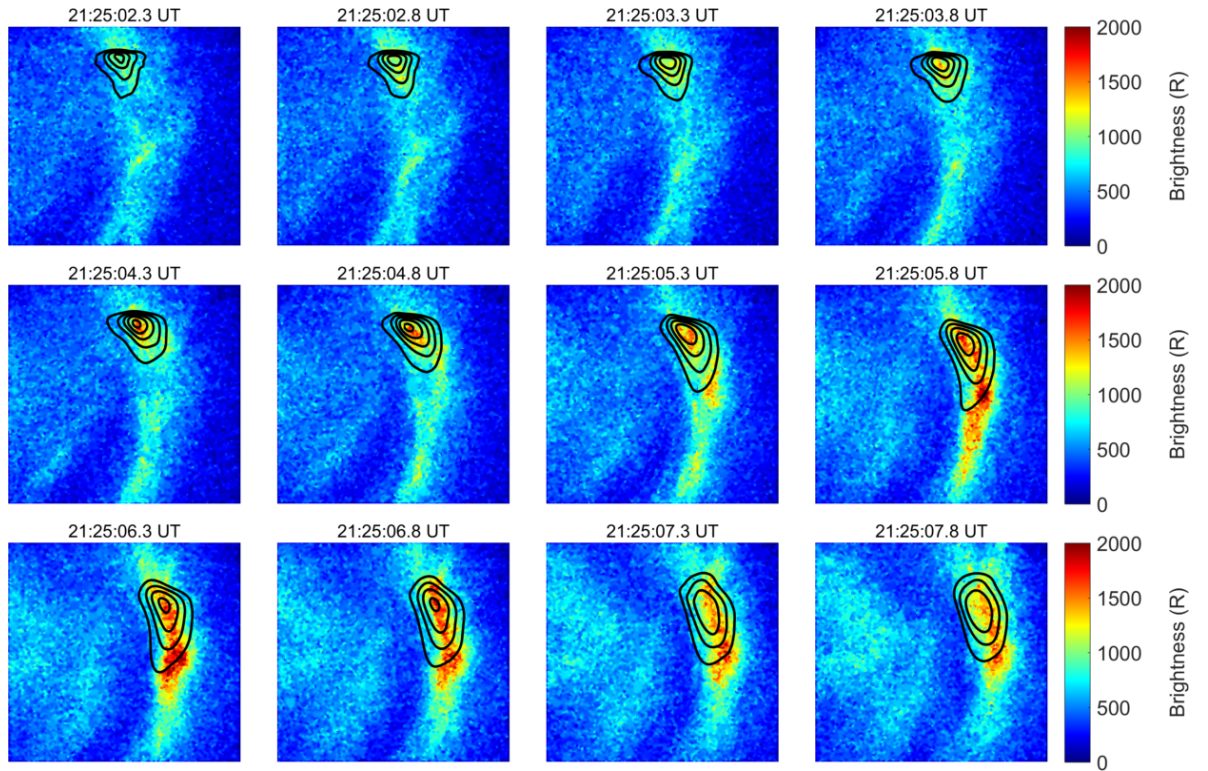 21:25:02.3 UT
21:25:02.8 UT
21:25:03.3 UT
21:25:03.8 UT
2000
1500
1000
500
0
Brightness (R)
21:25:04.3 UT
21:25:04.8 UT
21:25:05.3 UT
21:25:05.8 UT
2000
1500
1000
500
0
Brightness (R)
21:25:06.3 UT
21:25:06.8 UT
21:25:07.3 UT
21:25:07.8 UT
2000
1500
1000
500
0
Brightness (R)